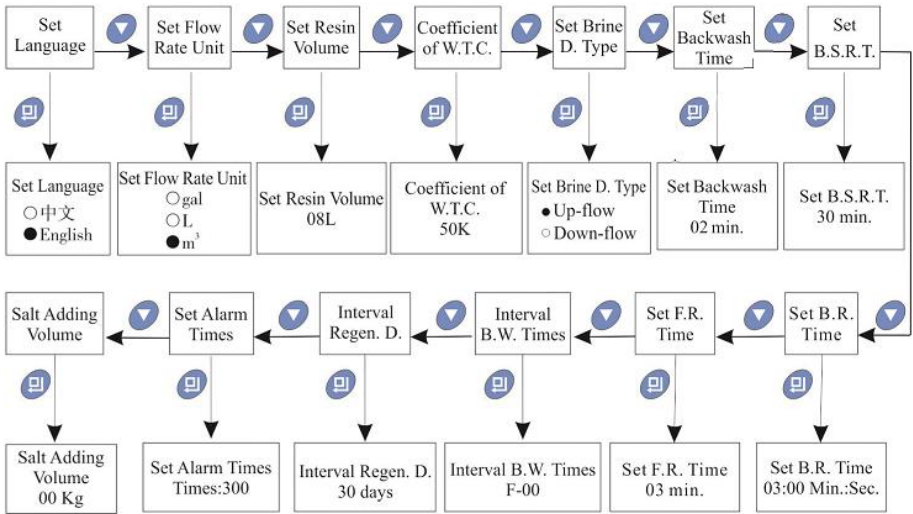 Set
Language
Set Flow
Rate Unit
Set Resin
Volume
Coefficient
of W.T.C.
Set Brine
D. Type
Set
Backwash
Time
Set
B.S.R.T.
Set Language
中文
English
Set Flow Rate Unit
gal
L
m³
Set Resin Volume
08L
Coefficient of
W.T.C.
50K
Set Brine D. Type
Up-flow
Down-flow
Set Backwash
Time
02 min.
Set B.S.R.T.
30 min.
Salt Adding
Volume
Set Alarm
Times
Interval
Regen. D.
Interval
B.W. Times
Set F.R.
Time
Set B.R.
Time
Salt Adding
Volume
00 Kg
Set Alarm Times
Times:300
Interval Regen. D.
30 days
Interval B.W. Times
F-00
Set F.R. Time
03 min.
Set B.R. Time
03:00 Min.:Sec.